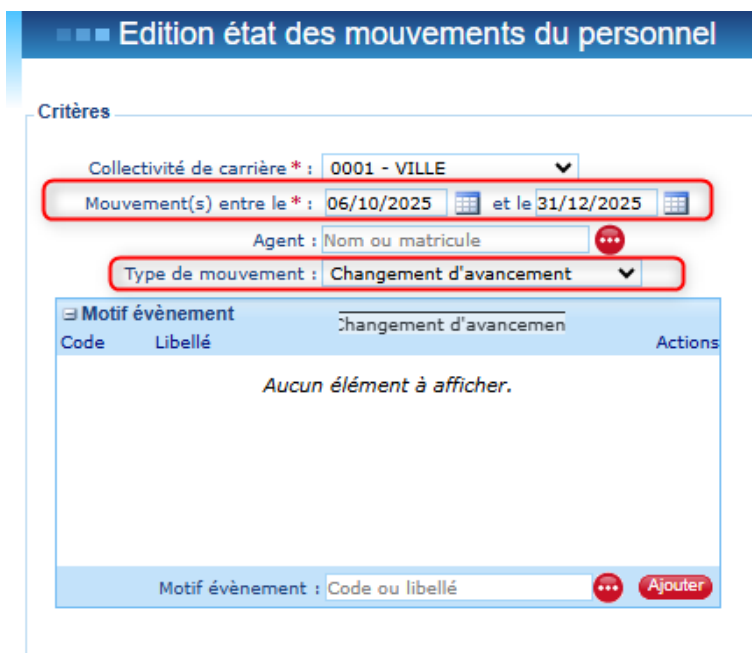 Edition état des mouvements du personnel
Critères
Collectivité de carrière * : 0001 - VILLE
Mouvement(s) entre le * : 06/10/2025 et le 31/12/2025
Agent : Nom ou matricule
Type de mouvement : Changement d'avancement
Motif évènement
Changement d'avancemen
Code Libellé Actions
Aucun élément à afficher.
Motif évènement : Code ou libellé Ajouter